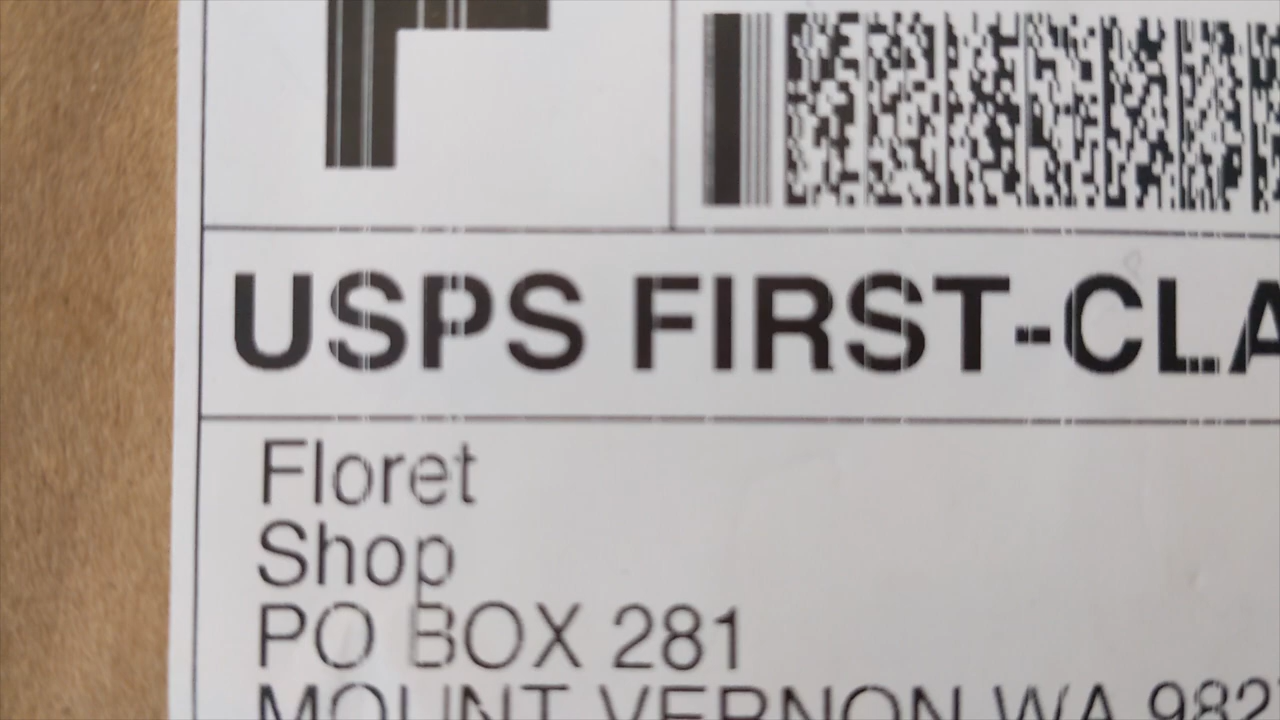 USPS FIRST-CLA
Floret
Shop
PO BOX 281
MOUNT VERNON WA 982